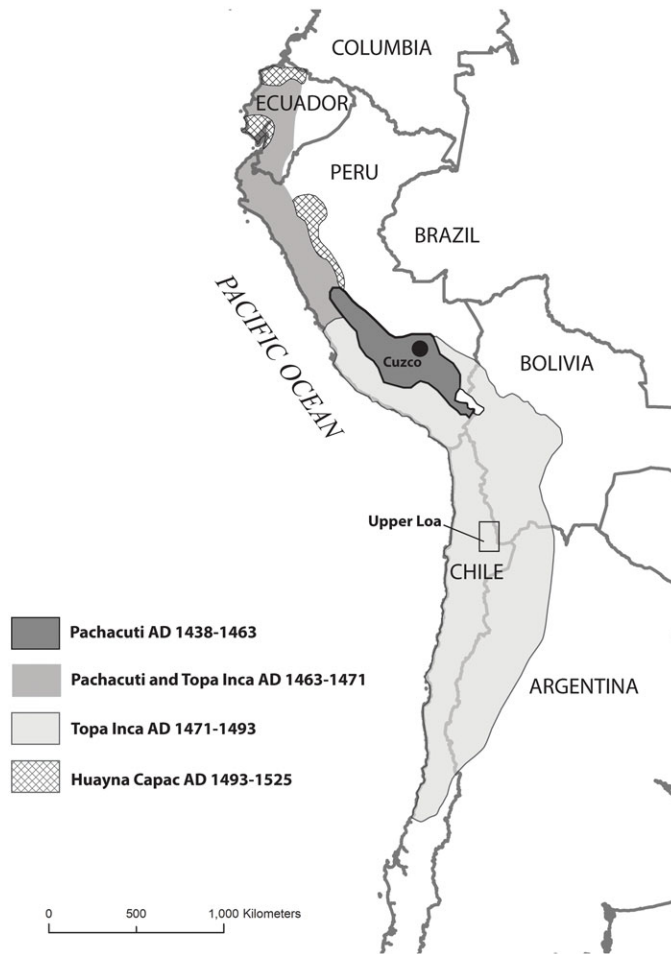 COLUMBIA
ECUADOR
PERU
BRAZIL
PACIFIC OCEAN
Cuzco
BOLIVIA
Upper Loa
CHILE
ARGENTINA
Pachacuti AD 1438-1463
Pachacuti and Topa Inca AD 1463-1471
Topa Inca AD 1471-1493
Huayna Capac AD 1493-1525
0 500 1,000 Kilometers